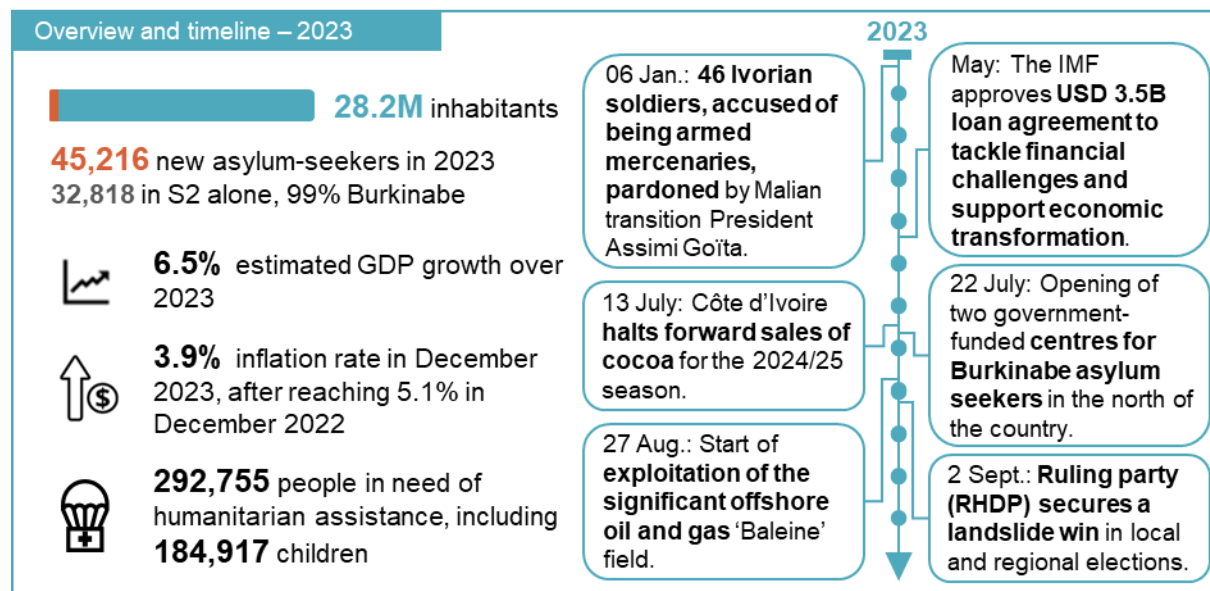 Overview and timeline – 2023
28.2M inhabitants
45,216 new asylum-seekers in 2023
32,818 in S2 alone, 99% Burkinabe
6.5% estimated GDP growth over
2023
3.9% inflation rate in December
2023, after reaching 5.1% in
December 2022
292,755 people in need of
humanitarian assistance, including
184,917 children
2023
06 Jan.: 46 Ivorian
soldiers, accused of
being armed
mercenaries,
pardoned by Malian
transition President
Assimi Goïta.
May: The IMF
approves USD 3.5B
loan agreement to
tackle financial
challenges and
support economic
transformation.
13 July: Côte d’Ivoire
halts forward sales of
cocoa for the 2024/25
season.
22 July: Opening of
two government-
funded centres for
Burkinabe asylum
seekers in the north of
the country.
27 Aug.: Start of
exploitation of the
significant offshore
oil and gas ‘Baleine’
field.
2 Sept.: Ruling party
(RHDP) secures a
landslide win in local
and regional elections.